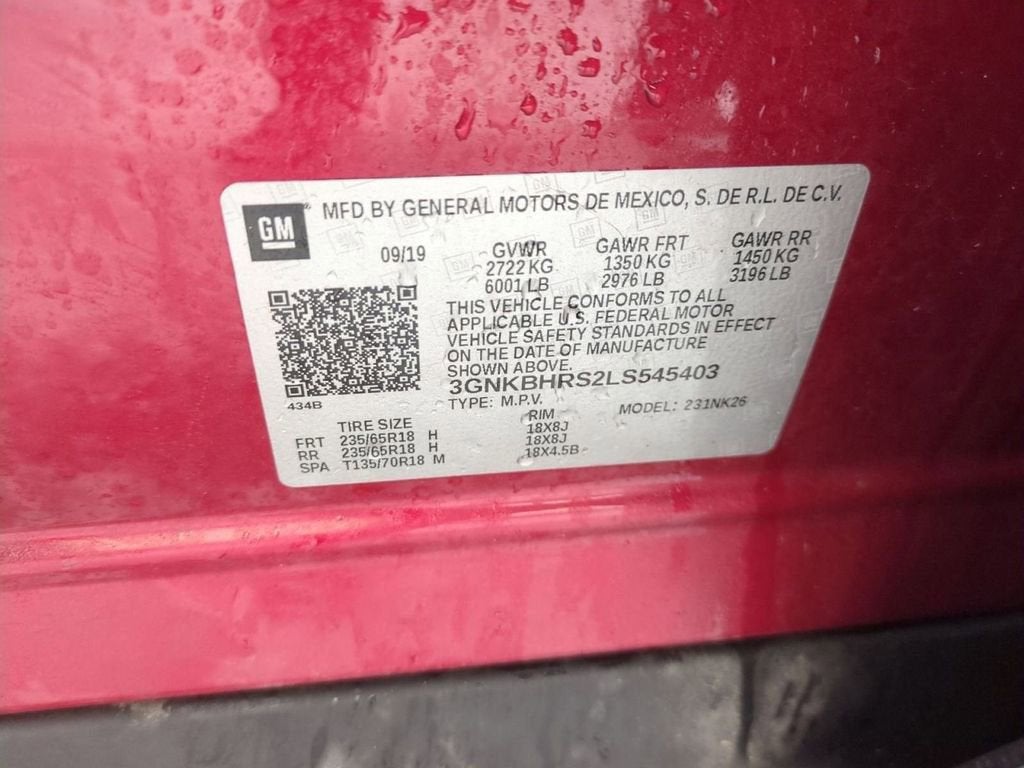 GM MFD BY GENERAL MOTORS DE MEXICO, S. DE R.L. DE C.V.
09/19 GVWR GAWR FRT GAWR RR
2722 KG 1350 KG 1450 KG
6001 LB 2976 LB 3196 LB
THIS VEHICLE CONFORMS TO ALL
APPLICABLE U.S. FEDERAL MOTOR
VEHICLE SAFETY STANDARDS IN EFFECT
ON THE DATE OF MANUFACTURE
SHOWN ABOVE.
3GNKBHRS2LS545403
434B TYPE: M.P.V. MODEL: 231NK26
TIRE SIZE RIM
FRT 235/65R18 H 18X8J
RR 235/65R18 H 18X8J
SPA T135/70R18 M 18X4.5B